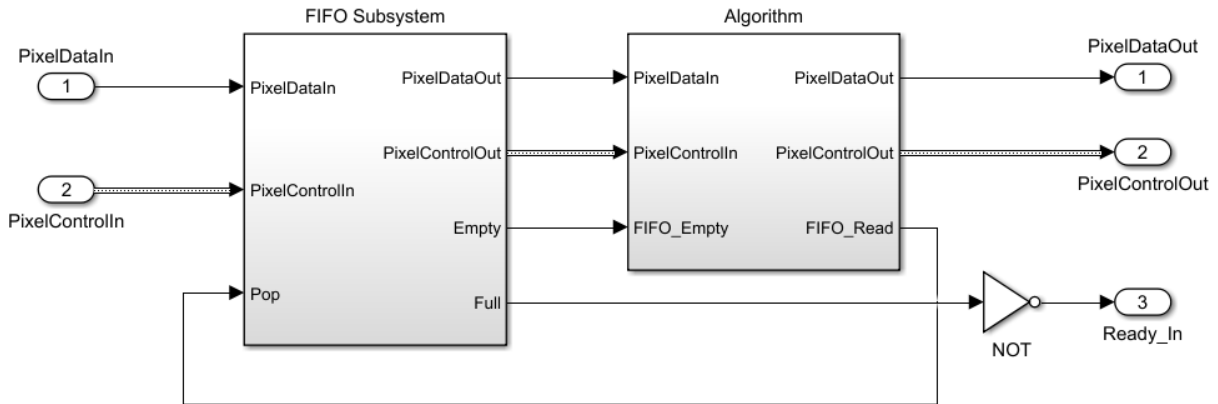 FIFO Subsystem
Algorithm
PixelDataIn
1
PixelControlIn
2
PixelDataIn
PixelControlIn
Pop
PixelDataOut
PixelControlOut
Empty
Full
PixelDataIn
PixelControlIn
FIFO_Empty
PixelDataOut
PixelControlOut
FIFO_Read
NOT
PixelDataOut
1
2
PixelControlOut
3
Ready_In